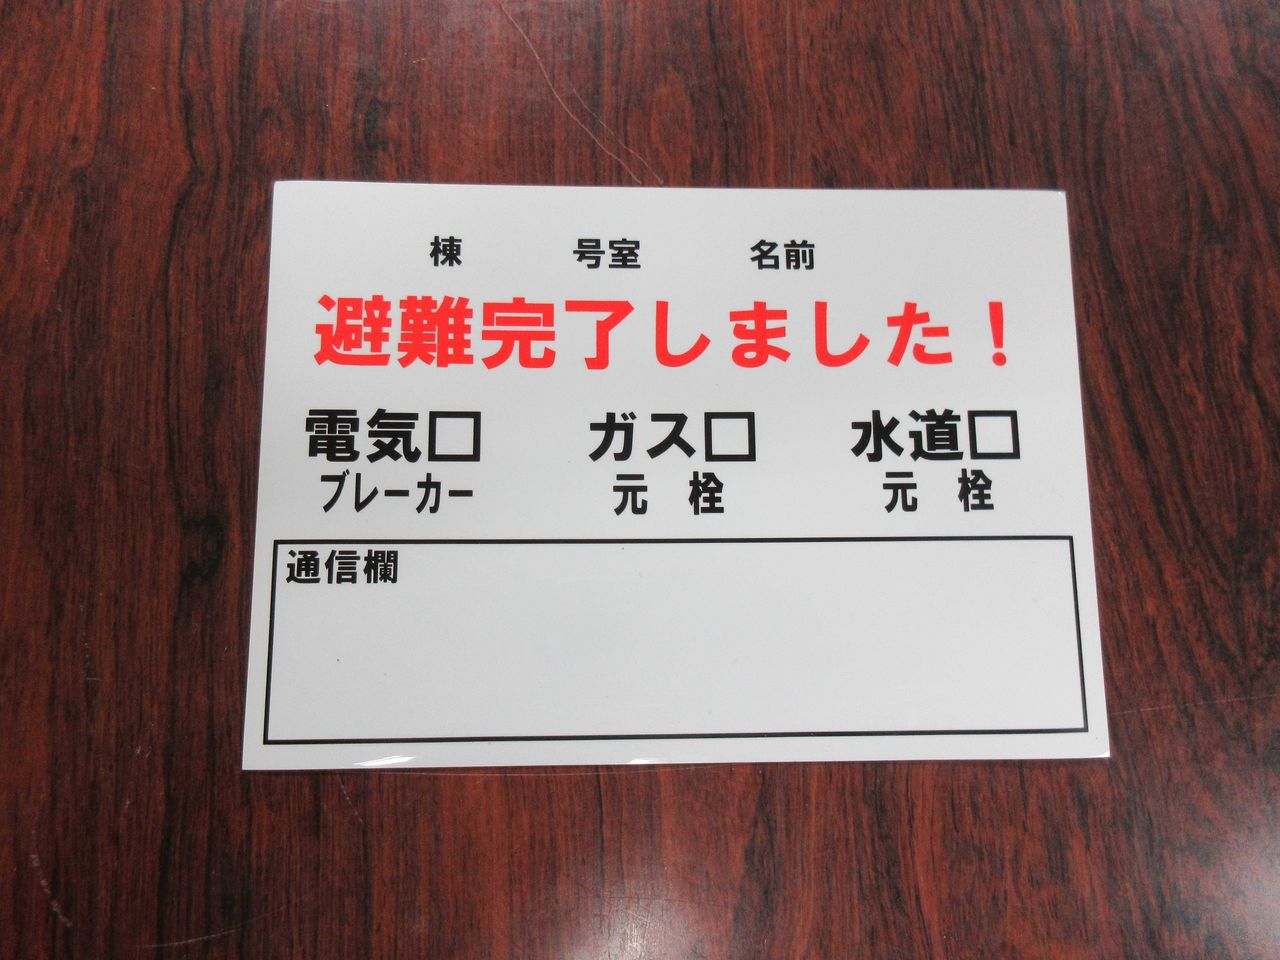 棟　号室　名前
避難完了しました！
電気□　ガス□　水道□
ブレーカー　元　栓　元　栓
通信欄